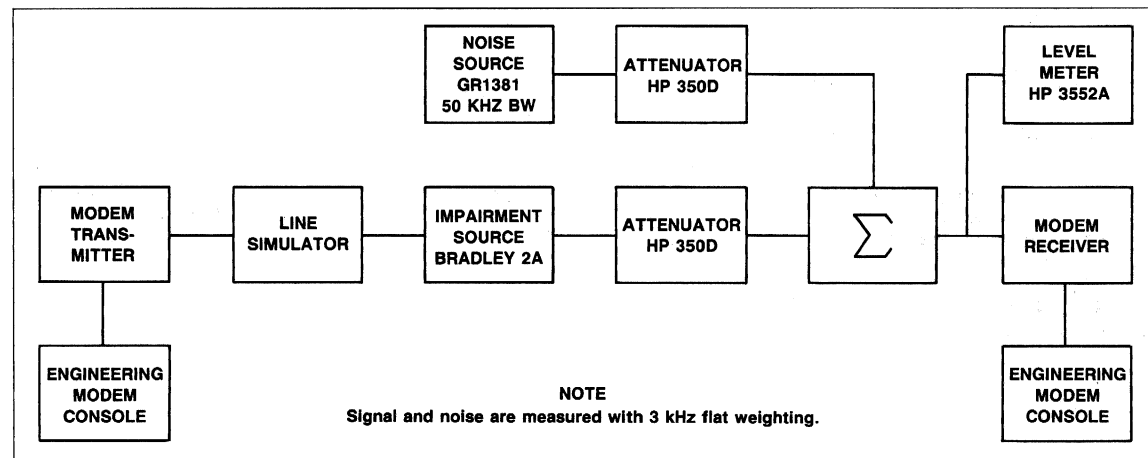 NOISE
SOURCE
GR1381
50 KHZ BW
ATTENUATOR
HP 350D
LEVEL
METER
HP 3552A
MODEM
TRANS-
MITTER
LINE
SIMULATOR
IMPAIRMENT
SOURCE
BRADLEY 2A
ATTENUATOR
HP 350D
Σ
MODEM
RECEIVER
ENGINEERING
MODEM
CONSOLE
NOTE
Signal and noise are measured with 3 kHz flat weighting.
ENGINEERING
MODEM
CONSOLE